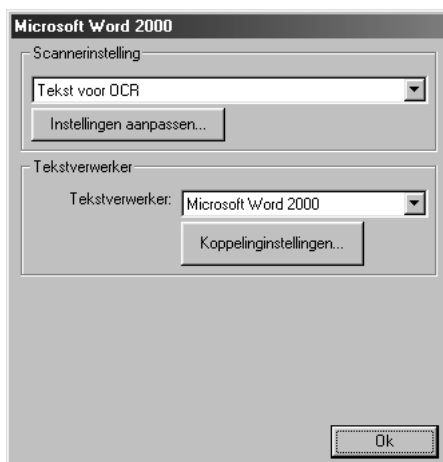 Microsoft Word 2000
Scannerinstelling
Tekst voor OCR
Instellingen aanpassen...
Tekstverwerker
Tekstverwerker: Microsoft Word 2000
Koppelinginstellingen...
Ok